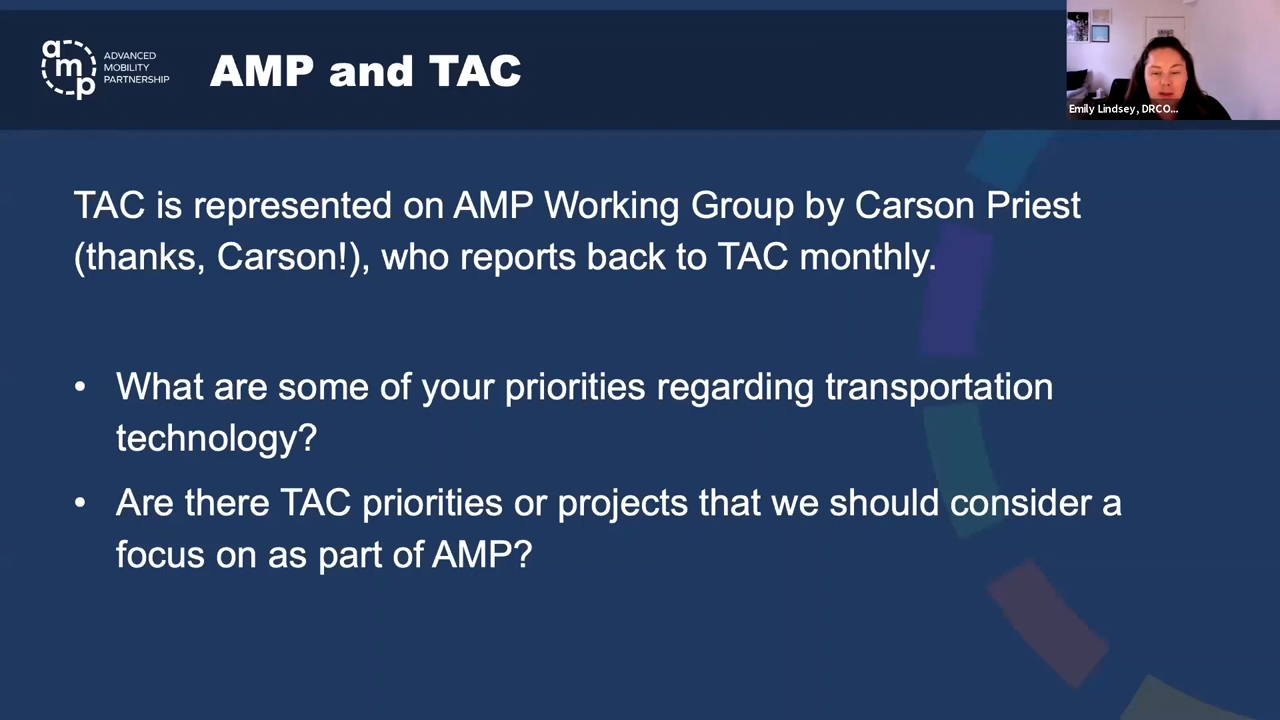 amp
ADVANCED
MOBILITY
PARTNERSHIP
AMP and TAC
Emily Lindsey, DRCO...
TAC is represented on AMP Working Group by Carson Priest
(thanks, Carson!), who reports back to TAC monthly.
• What are some of your priorities regarding transportation
technology?
• Are there TAC priorities or projects that we should consider a
focus on as part of AMP?